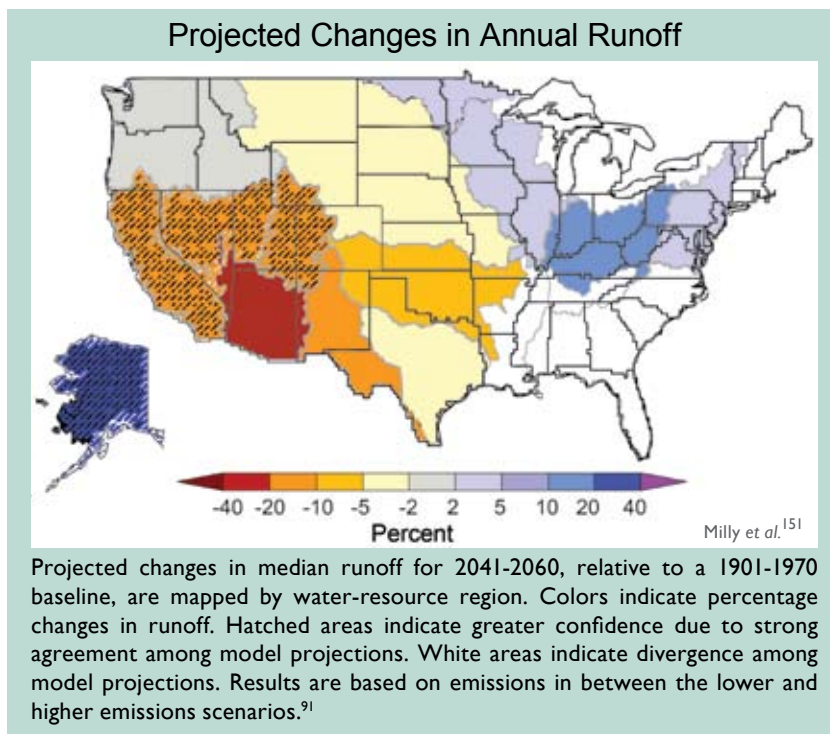 Projected Changes in Annual Runoff
-40 -20 -10 -5 -2 2 5 10 20 40
Percent
Milly et al.151
Projected changes in median runoff for 2041-2060, relative to a 1901-1970
baseline, are mapped by water-resource region. Colors indicate percentage
changes in runoff. Hatched areas indicate greater confidence due to strong
agreement among model projections. White areas indicate divergence among
model projections. Results are based on emissions in between the lower and
higher emissions scenarios.91